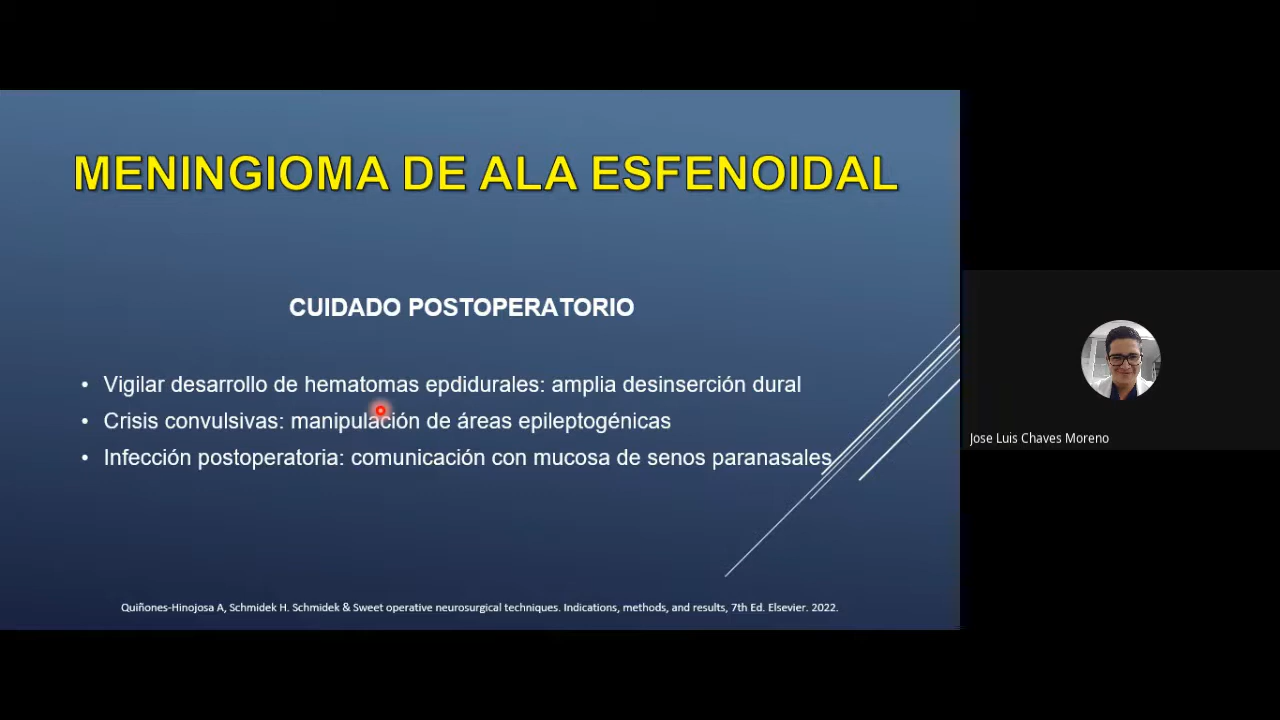 MENINGIOMA DE ALA ESFENOIDAL
CUIDADO POSTOPERATORIO
• Vigilar desarrollo de hematomas epdidurales: amplia desinserción dural
• Crisis convulsivas: manipulación de áreas epileptogénicas
• Infección postoperatoria: comunicación con mucosa de senos paranasales
Quiñones-Hinojosa A, Schmidek H. Schmidek & Sweet operative neurosurgical techniques. Indications, methods, and results, 7th Ed. Elsevier. 2022.
Jose Luis Chaves Moreno